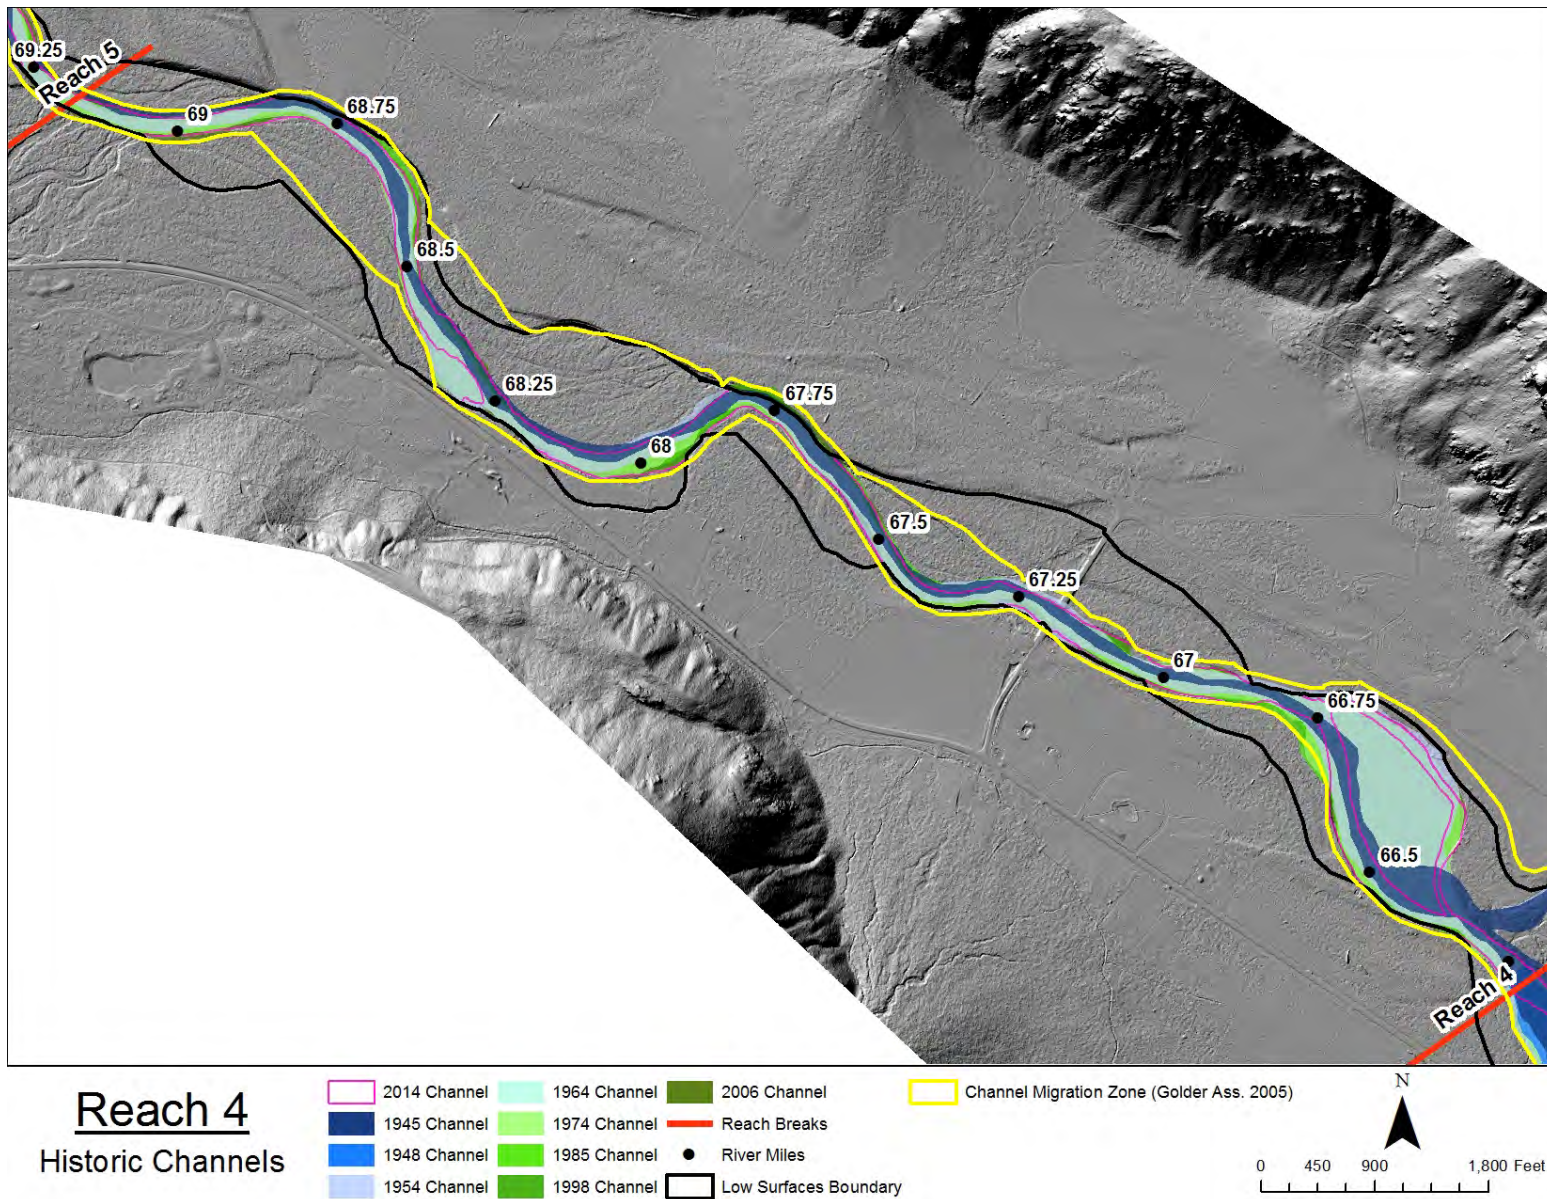 69.25
Reach 5
69
68.75
68.5
68.25
67.75
68
67.5
67.25
67
66.75
66.5
Reach 4
Reach 4
Historic Channels
2014 Channel
1945 Channel
1948 Channel
1954 Channel
1964 Channel
1974 Channel
1985 Channel
1998 Channel
2006 Channel
Reach Breaks
River Miles
Low Surfaces Boundary
Channel Migration Zone (Golder Ass. 2005)
N
0 450 900 1,800 Feet